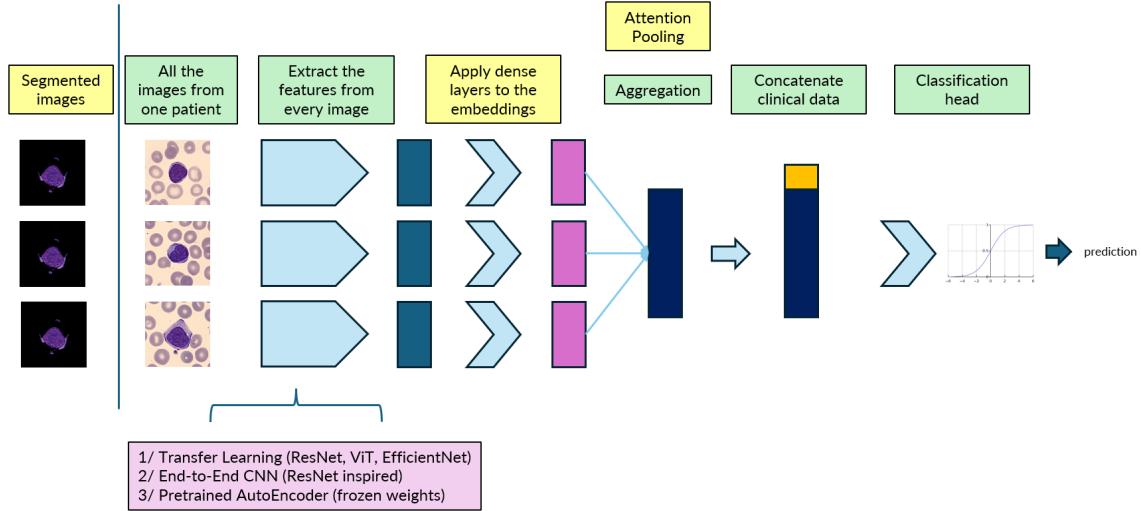 Attention
Pooling
Segmented
images
All the
images from
one patient
Extract the
features from
every image
Apply dense
layers to the
embeddings
Aggregation
Concatenate
clinical data
Classification
head
prediction
1/ Transfer Learning (ResNet, ViT, EfficientNet)
2/ End-to-End CNN (ResNet inspired)
3/ Pretrained AutoEncoder (frozen weights)